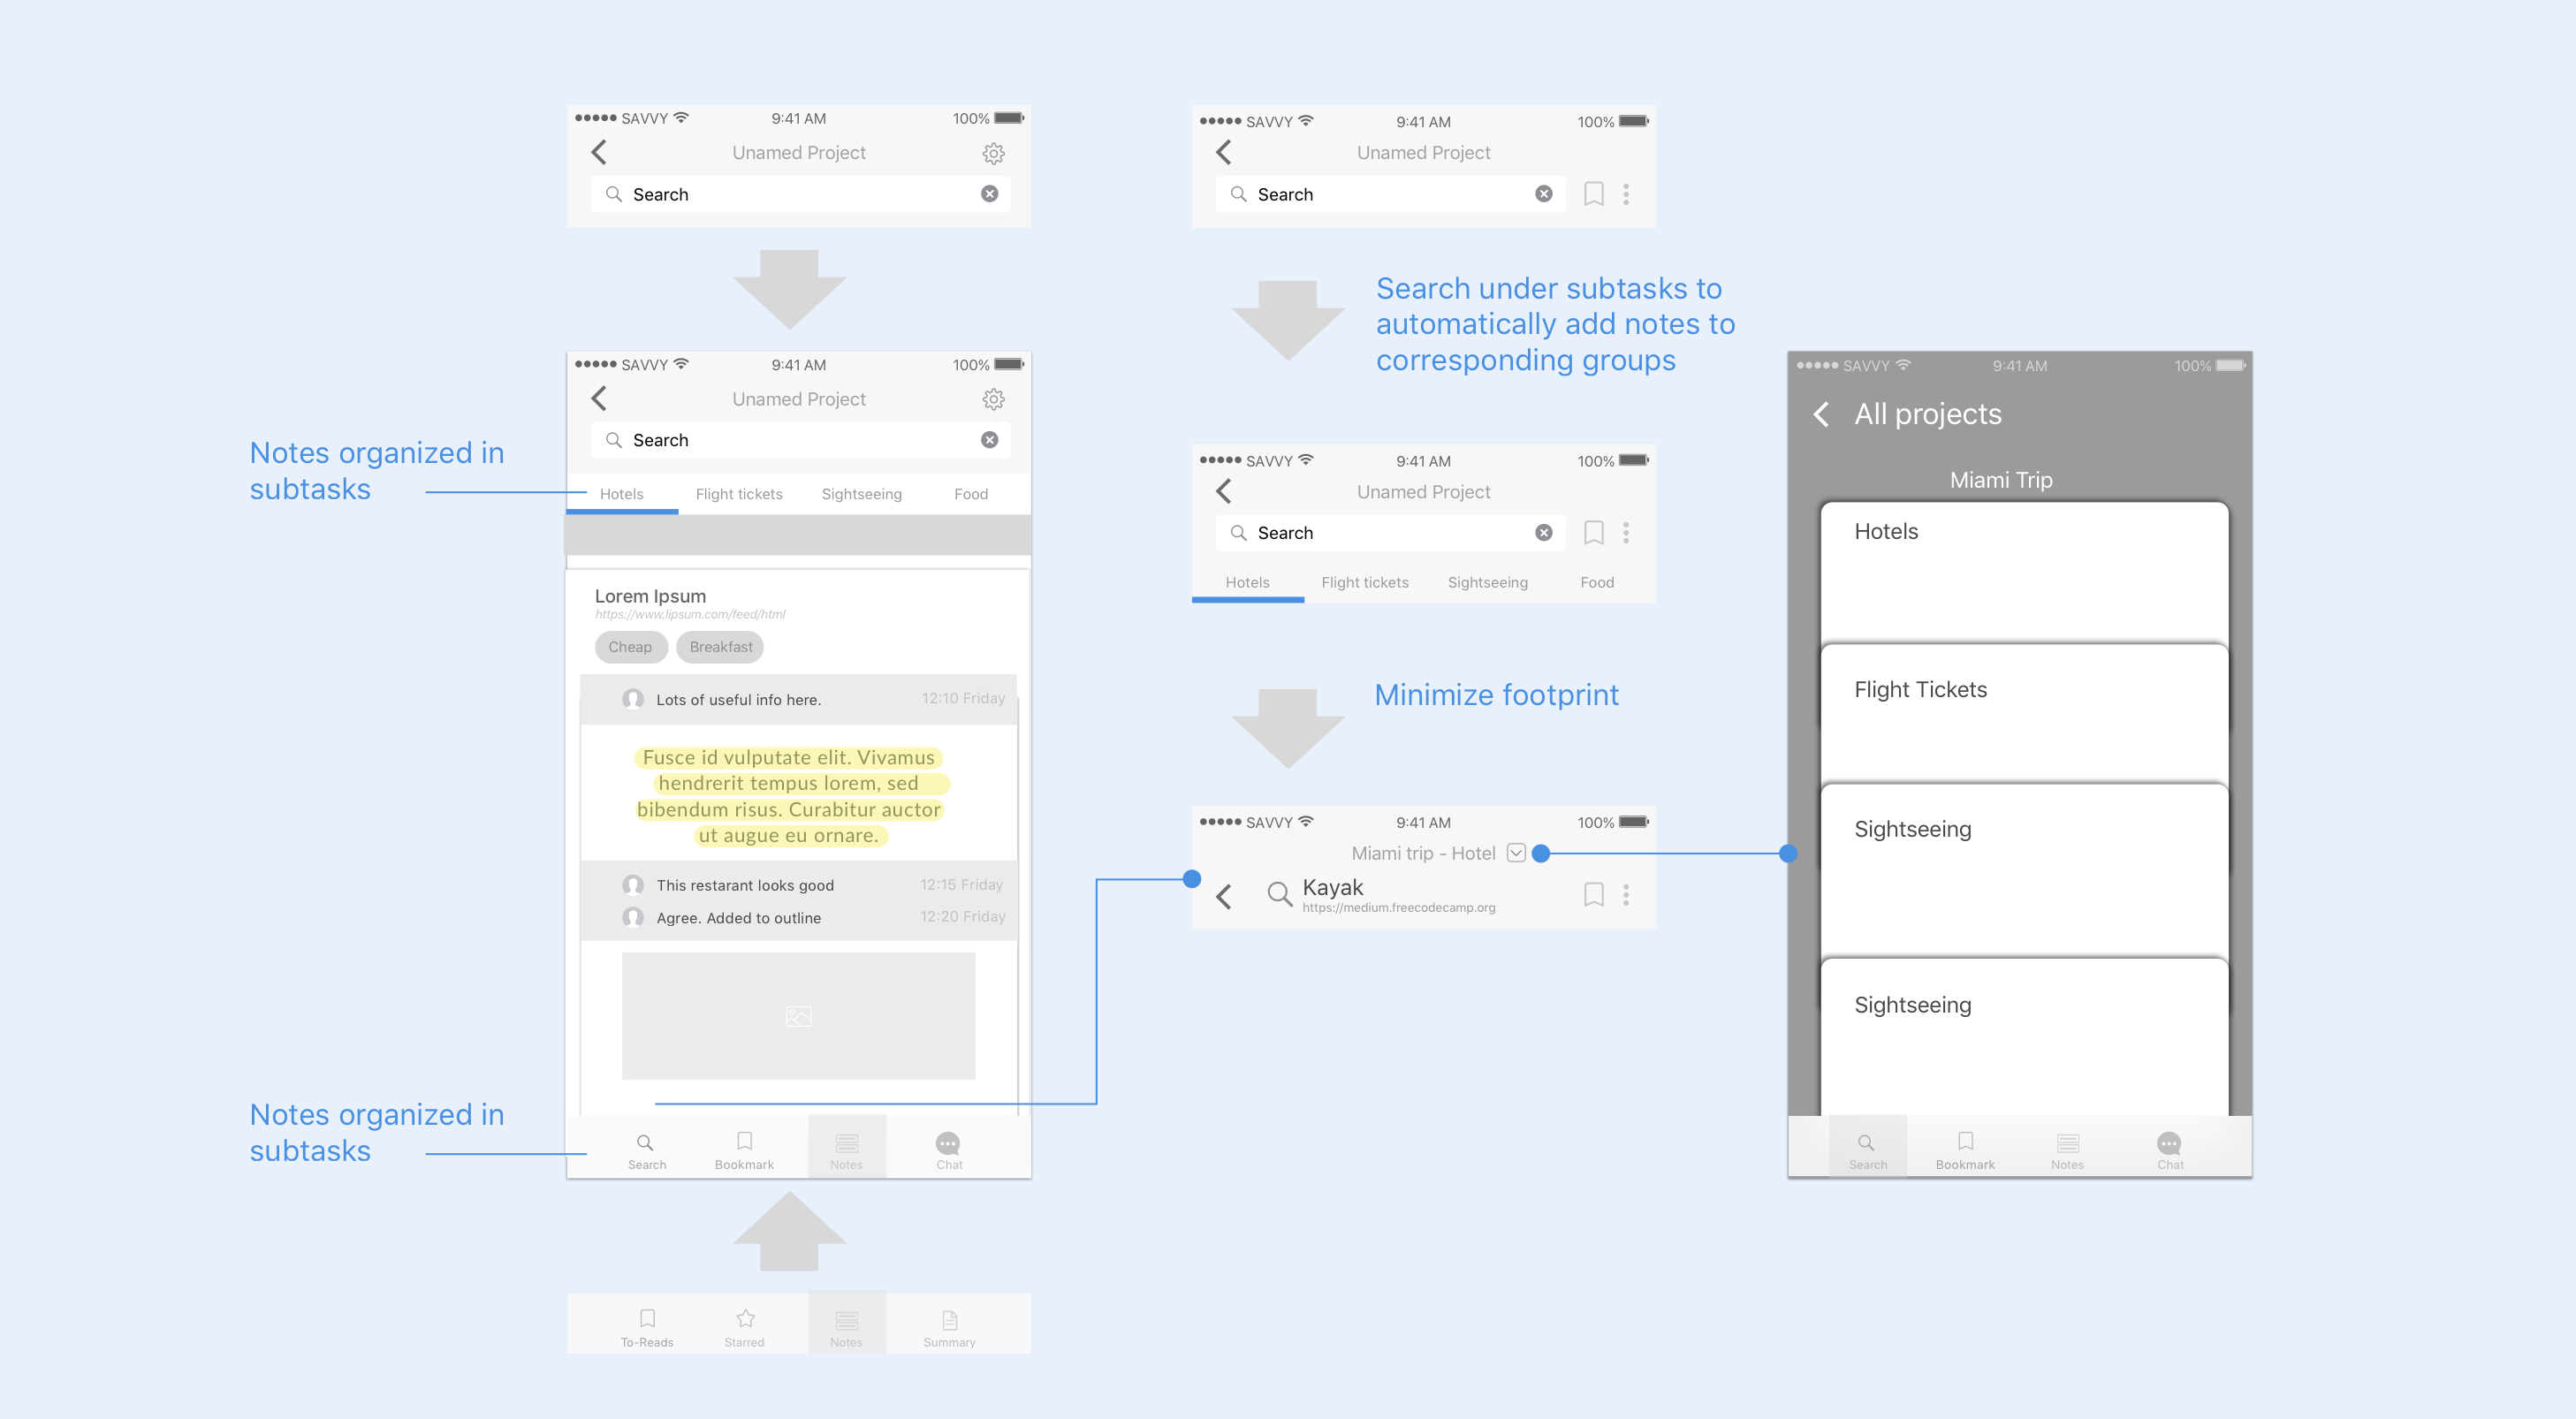 SAVVY 9:41 AM 100%
Unamed Project
Search
SAVVY 9:41 AM 100%
Unamed Project
Search
Notes organized in
subtasks
Hotels Flight tickets Sightseeing Food
Lorem Ipsum
https://www.lipsum.com/feed/html
Cheap Breakfast
Lots of useful info here. 12:10 Friday
Fusce id vulputate elit. Vivamus
hendrerit tempus lorem, sed
bibendum risus. Curabitur auctor
ut augue eu ornare.
This restarant looks good 12:15 Friday
Agree. Added to outline 12:20 Friday
Notes organized in
subtasks
Search Bookmark Notes Chat
To-Reads Starred Notes Summary
SAVVY 9:41 AM 100%
Unamed Project
Search
Search under subtasks to
automatically add notes to
corresponding groups
SAVVY 9:41 AM 100%
Unamed Project
Search
Hotels Flight tickets Sightseeing Food
Minimize footprint
SAVVY 9:41 AM 100%
Miami trip - Hotel
Kayak
https://medium.freecodecamp.org
SAVVY 9:41 AM 100%
All projects
Miami Trip
Hotels
Flight Tickets
Sightseeing
Sightseeing
Search Bookmark Notes Chat